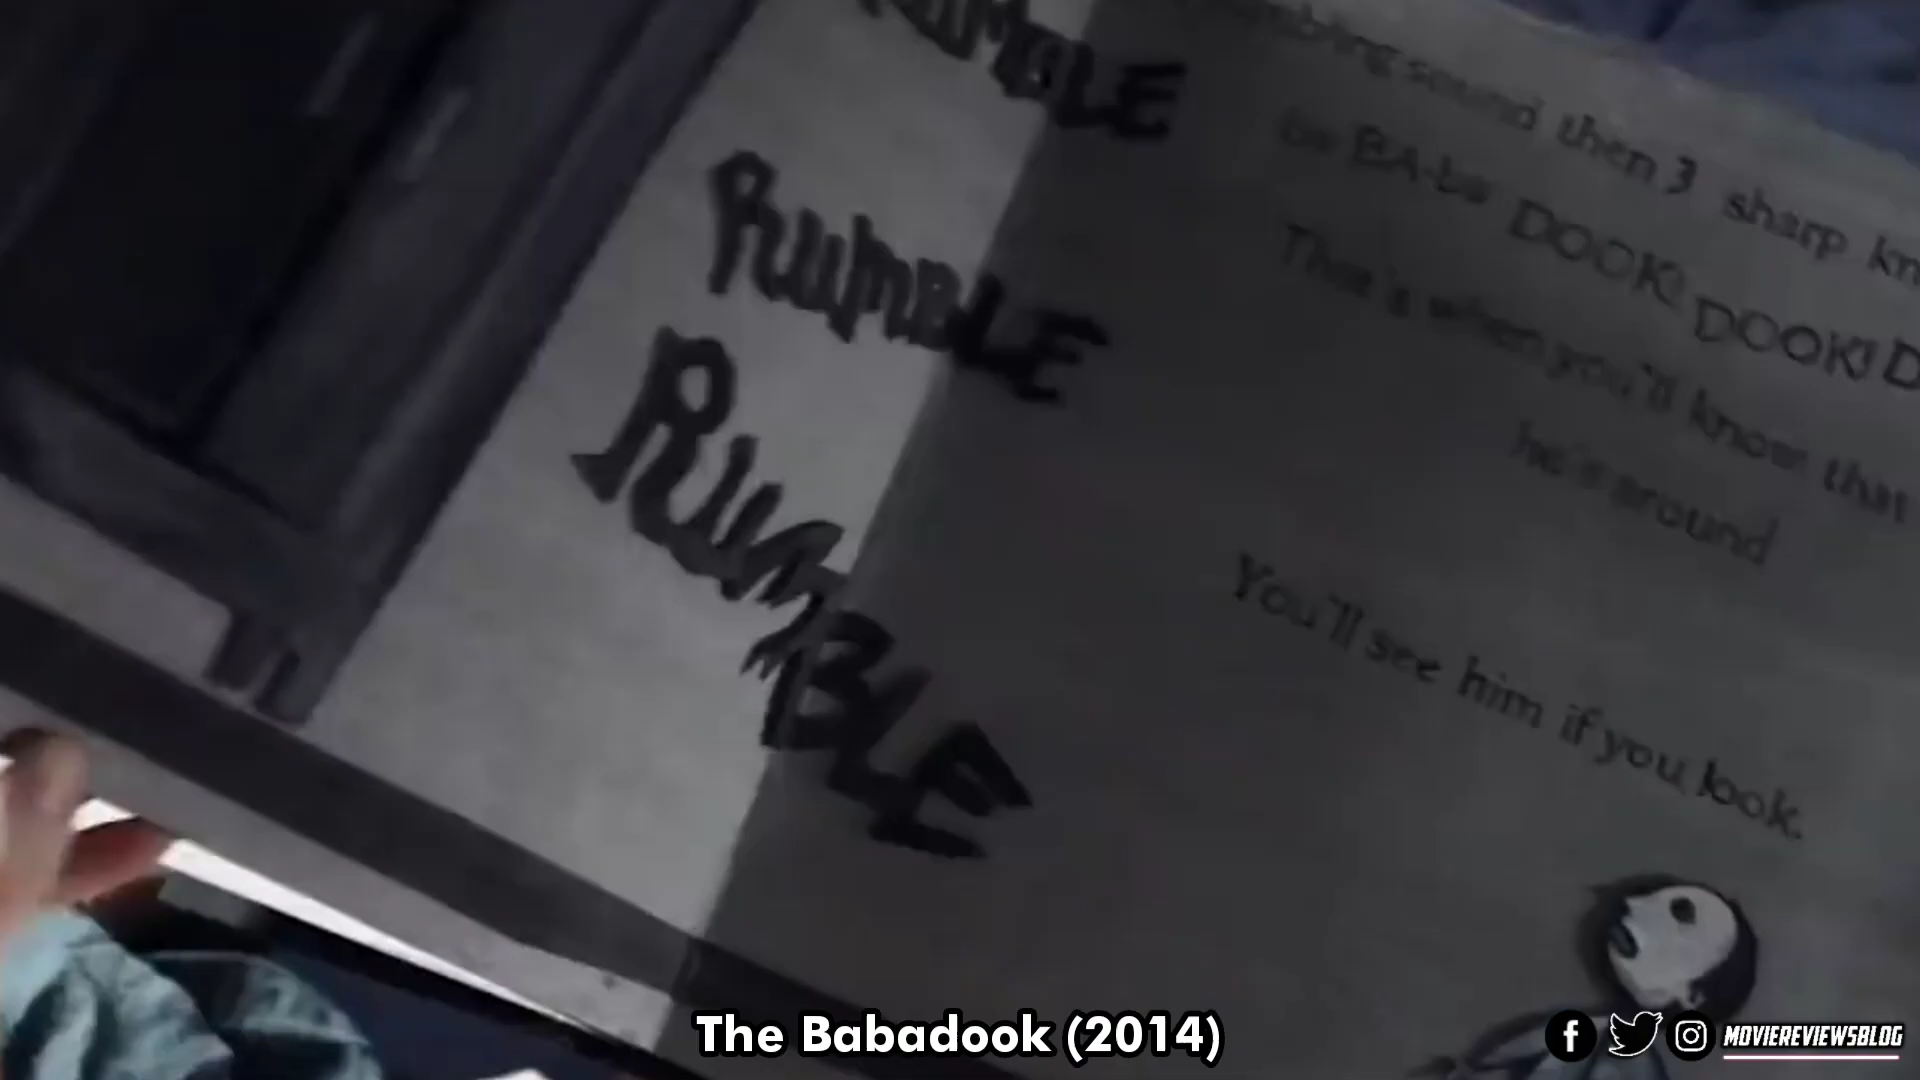 RUMBLE
RUMBLE
RUMBLE
sound then 3 sharp
BA-ba DOOK! DOOK!
That's when you'll know that
he's around
You'll see him if you look.
The Babadook (2014)
MOVIEREVIEWSBLOG